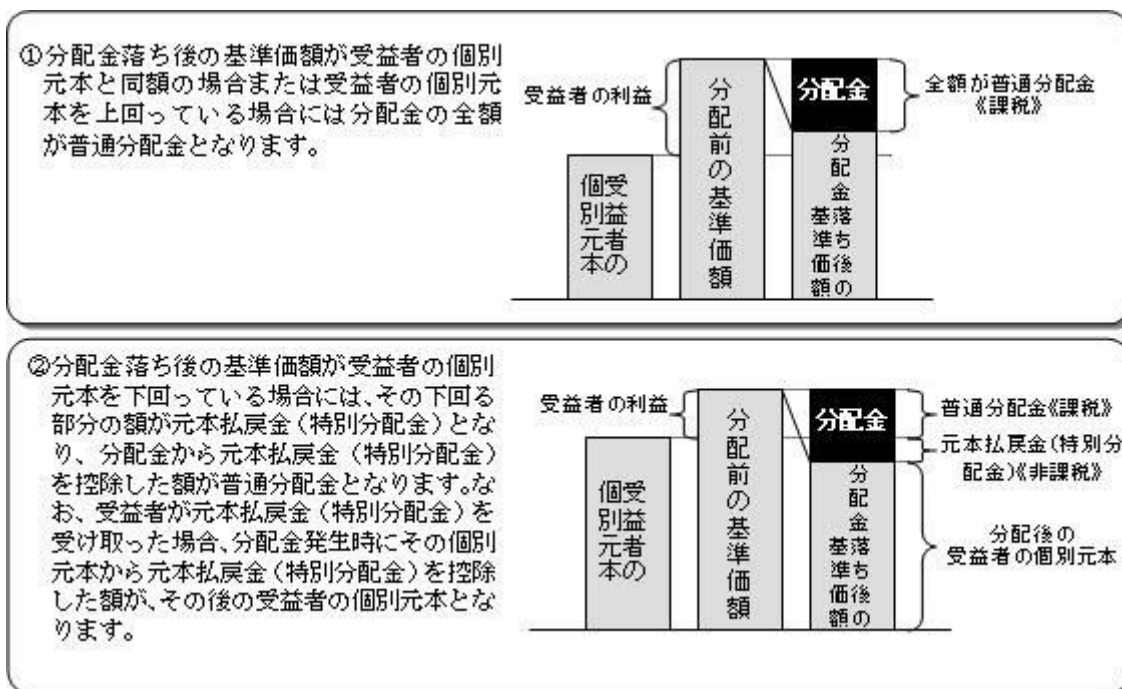 ①分配金落ち後の基準価額が受益者の個別
元本と同額の場合または受益者の個別元
本を上回っている場合には分配金の全額
が普通分配金となります。
受益者の利益
受益者の
個別元本
分配前の基準価額
分配金
分配金落ち後の
基準価額
全額が普通分配金
《課税》
②分配金落ち後の基準価額が受益者の個別
元本を下回っている場合には、その下回る
部分の額が元本払戻金(特別分配金)とな
り、分配金から元本払戻金(特別分配金)
を控除した額が普通分配金となります。な
お、受益者が元本払戻金(特別分配金)を
受け取った場合、分配金発生時にその個別
元本から元本払戻金(特別分配金)を控除
した額が、その後の受益者の個別元本とな
ります。
受益者の利益
受益者の
個別元本
分配前の基準価額
分配金
分配金落ち後の
基準価額
普通分配金《課税》
元本払戻金(特別分
配金)《非課税》
分配後の
受益者の個別元本